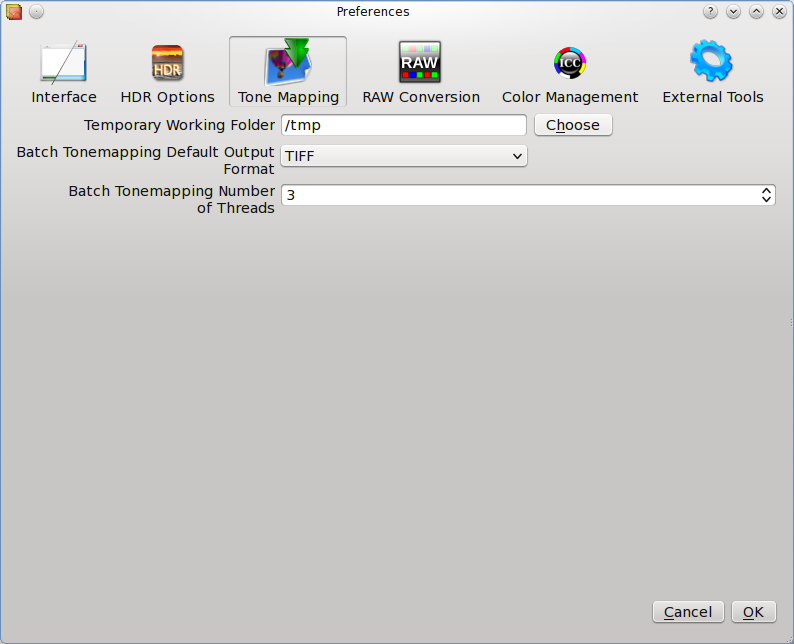 Preferences
HDR
RAW
ICC
Interface
HDR Options
Tone Mapping
RAW Conversion
Color Management
External Tools
Temporary Working Folder
/tmp
Choose
Batch Tonemapping Default Output
Format
TIFF
Batch Tonemapping Number
of Threads
3
Cancel
OK